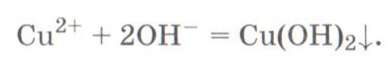 Cu²⁺ + 2OH⁻ = Cu(OH)₂↓.